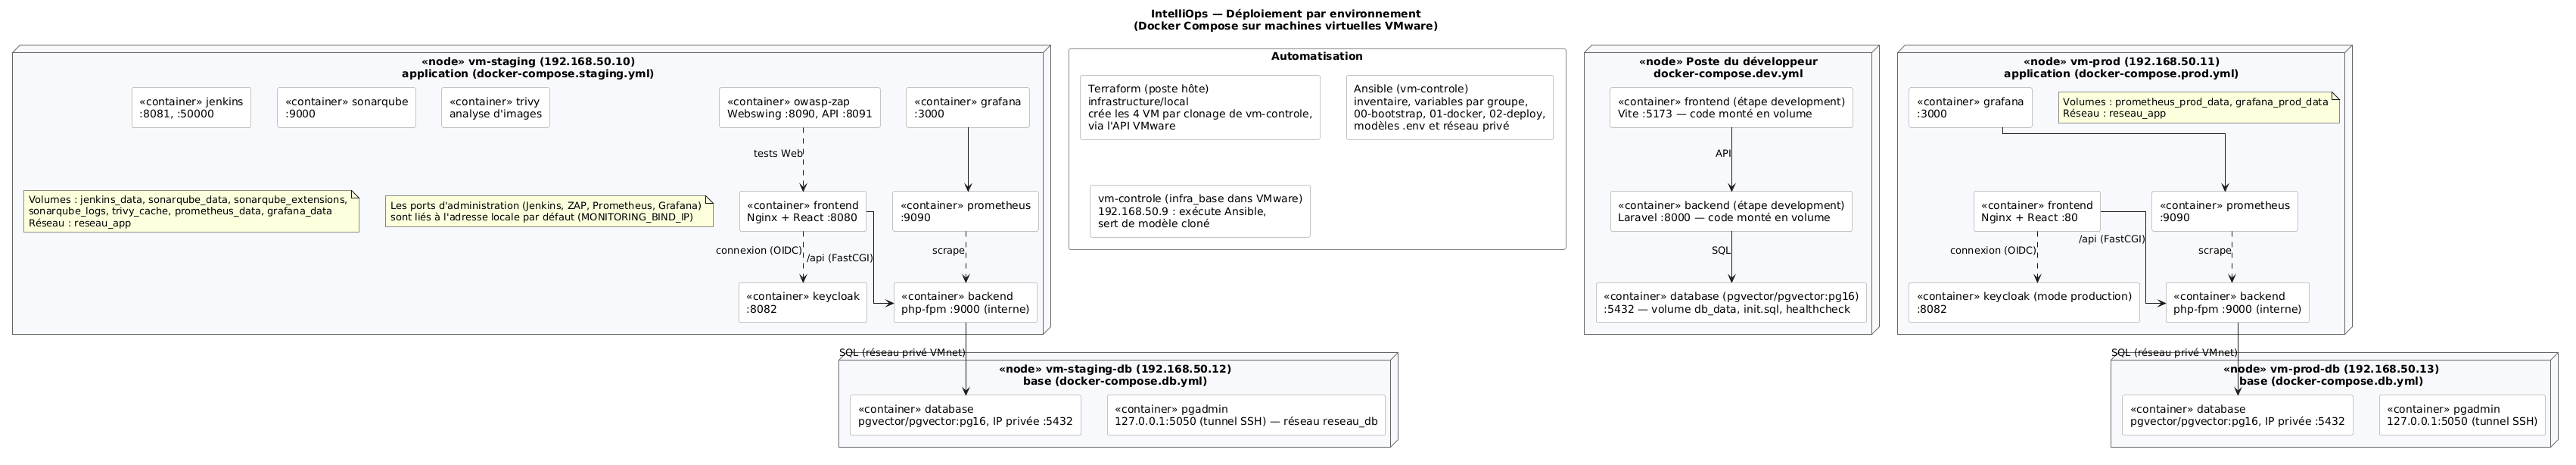 IntelliOps — Déploiement par environnement
(Docker Compose sur machines virtuelles VMware)
«node» vm-staging (192.168.50.10)
application (docker-compose.staging.yml)
«container» jenkins
:8081, :50000
«container» sonarqube
:9000
«container» trivy
analyse d'images
«container» owasp-zap
Webswing :8090, API :8091
«container» grafana
:3000
tests Web
Volumes : jenkins_data, sonarqube_data, sonarqube_extensions,
sonarqube_logs, trivy_cache, prometheus_data, grafana_data
Réseau : reseau_app
Les ports d'administration (Jenkins, ZAP, Prometheus, Grafana)
sont liés à l'adresse locale par défaut (MONITORING_BIND_IP)
«container» frontend
Nginx + React :8080
«container» prometheus
:9090
connexion (OIDC)
/api (FastCGI)
scrape
«container» keycloak
:8082
«container» backend
php-fpm :9000 (interne)
SQL (réseau privé VMnet)
«node» vm-staging-db (192.168.50.12)
base (docker-compose.db.yml)
«container» database
pgvector/pgvector:pg16, IP privée :5432
«container» pgadmin
127.0.0.1:5050 (tunnel SSH) — réseau reseau_db
Automatisation
Terraform (poste hôte)
infrastructure/local
crée les 4 VM par clonage de vm-controle,
via l'API VMware
Ansible (vm-controle)
inventaire, variables par groupe,
00-bootstrap, 01-docker, 02-deploy,
modèles .env et réseau privé
vm-controle (infra_base dans VMware)
192.168.50.9 : exécute Ansible,
sert de modèle cloné
«node» Poste du développeur
docker-compose.dev.yml
«container» frontend (étape development)
Vite :5173 — code monté en volume
API
«container» backend (étape development)
Laravel :8000 — code monté en volume
SQL
«container» database (pgvector/pgvector:pg16)
:5432 — volume db_data, init.sql, healthcheck
«node» vm-prod (192.168.50.11)
application (docker-compose.prod.yml)
«container» grafana
:3000
Volumes : prometheus_prod_data, grafana_prod_data
Réseau : reseau_app
«container» frontend
Nginx + React :80
«container» prometheus
:9090
connexion (OIDC)
/api (FastCGI)
scrape
«container» keycloak (mode production)
:8082
«container» backend
php-fpm :9000 (interne)
SQL (réseau privé VMnet)
«node» vm-prod-db (192.168.50.13)
base (docker-compose.db.yml)
«container» database
pgvector/pgvector:pg16, IP privée :5432
«container» pgadmin
127.0.0.1:5050 (tunnel SSH)